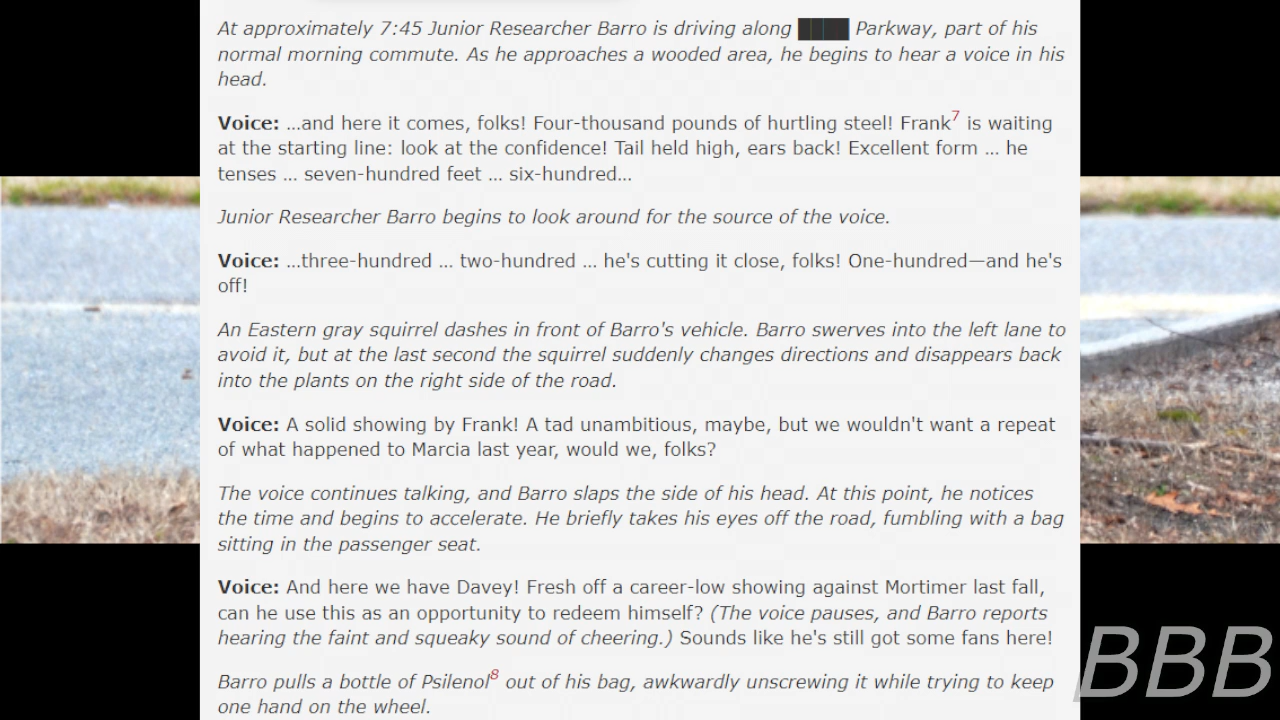 At approximately 7:45 Junior Researcher Barro is driving along ████ Parkway, part of his
normal morning commute. As he approaches a wooded area, he begins to hear a voice in his
head.
Voice: …and here it comes, folks! Four-thousand pounds of hurtling steel! Frank7 is waiting
at the starting line: look at the confidence! Tail held high, ears back! Excellent form … he
tenses … seven-hundred feet … six-hundred…
Junior Researcher Barro begins to look around for the source of the voice.
Voice: …three-hundred … two-hundred … he's cutting it close, folks! One-hundred—and he's
off!
An Eastern gray squirrel dashes in front of Barro's vehicle. Barro swerves into the left lane to
avoid it, but at the last second the squirrel suddenly changes directions and disappears back
into the plants on the right side of the road.
Voice: A solid showing by Frank! A tad unambitious, maybe, but we wouldn't want a repeat
of what happened to Marcia last year, would we, folks?
The voice continues talking, and Barro slaps the side of his head. At this point, he notices
the time and begins to accelerate. He briefly takes his eyes off the road, fumbling with a bag
sitting in the passenger seat.
Voice: And here we have Davey! Fresh off a career-low showing against Mortimer last fall,
can he use this as an opportunity to redeem himself? (The voice pauses, and Barro reports
hearing the faint and squeaky sound of cheering.) Sounds like he's still got some fans here!
Barro pulls a bottle of Psilenol8 out of his bag, awkwardly unscrewing it while trying to keep
one hand on the wheel.
BBB